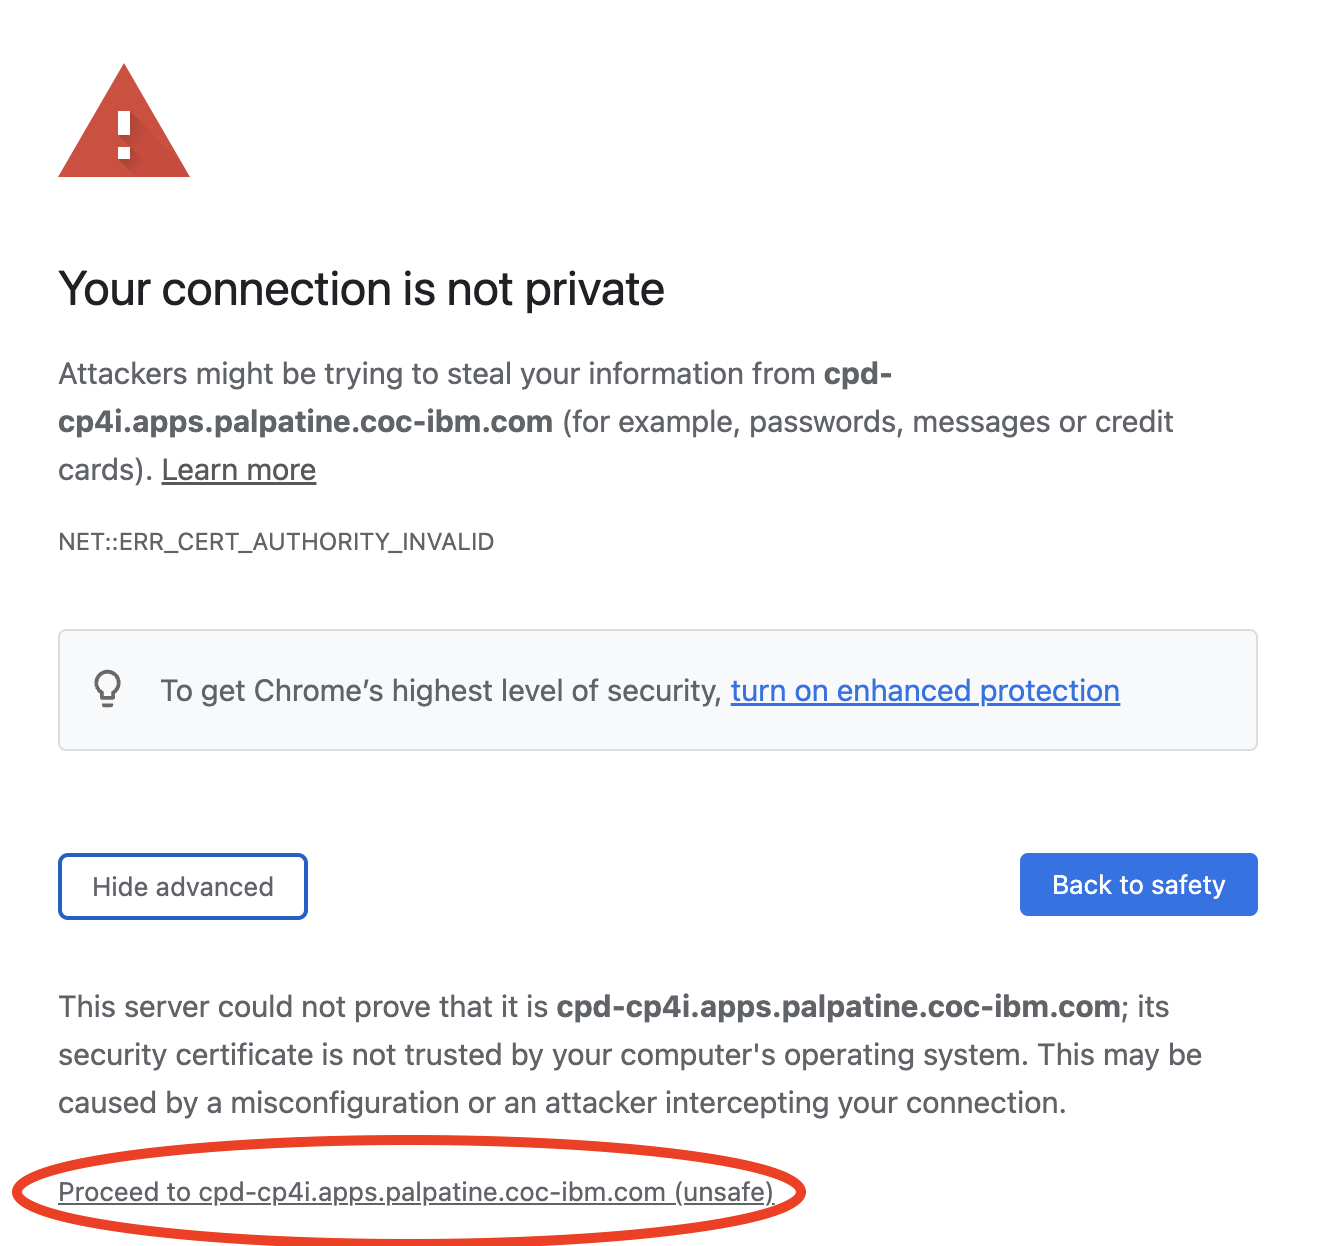 Your connection is not private
Attackers might be trying to steal your information from cpd-
cp4i.apps.palpatine.coc-ibm.com (for example, passwords, messages or credit
cards). Learn more
NET::ERR_CERT_AUTHORITY_INVALID
To get Chrome’s highest level of security, turn on enhanced protection
Hide advanced
Back to safety
This server could not prove that it is cpd-cp4i.apps.palpatine.coc-ibm.com; its
security certificate is not trusted by your computer's operating system. This may be
caused by a misconfiguration or an attacker intercepting your connection.
Proceed to cpd-cp4i.apps.palpatine.coc-ibm.com (unsafe)